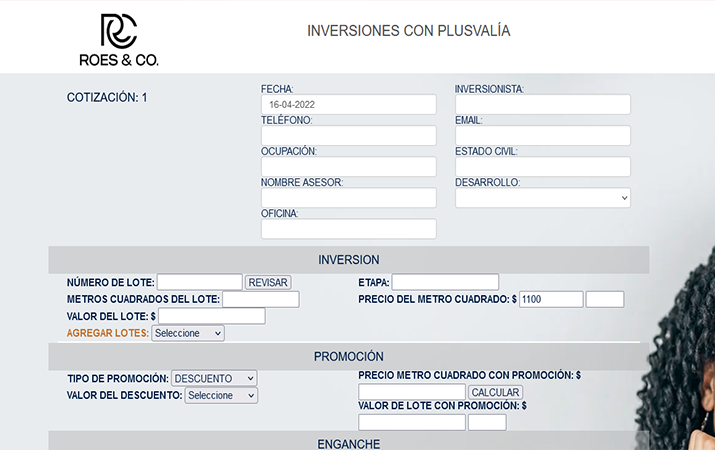 ROES & CO.
INVERSIONES CON PLUSVALÍA
COTIZACIÓN: 1
FECHA: INVERSIONISTA:
16-04-2022
TELÉFONO: EMAIL:
OCUPACIÓN: ESTADO CIVIL:
NOMBRE ASESOR: DESARROLLO:
OFICINA:
INVERSION
NÚMERO DE LOTE: REVISAR ETAPA:
METROS CUADRADOS DEL LOTE: PRECIO DEL METRO CUADRADO: $ 1100
VALOR DEL LOTE: $
AGREGAR LOTES: Seleccione
PROMOCIÓN
TIPO DE PROMOCIÓN: DESCUENTO PRECIO METRO CUADRADO CON PROMOCIÓN: $
VALOR DEL DESCUENTO: Seleccione CALCULAR
VALOR DE LOTE CON PROMOCIÓN: $
ENGANCHE